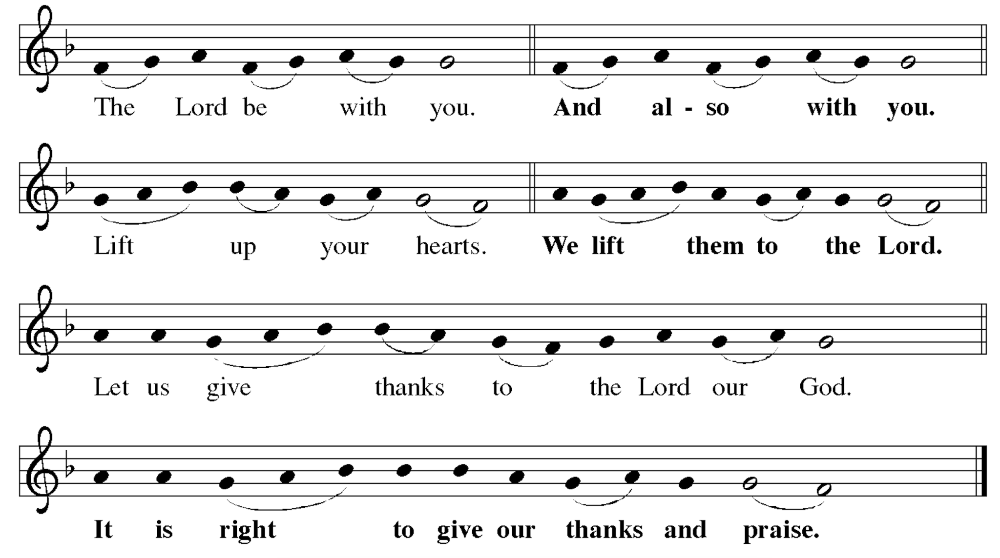 The Lord be with you. And al - so with you.
Lift up your hearts. We lift them to the Lord.
Let us give thanks to the Lord our God.
It is right to give our thanks and praise.